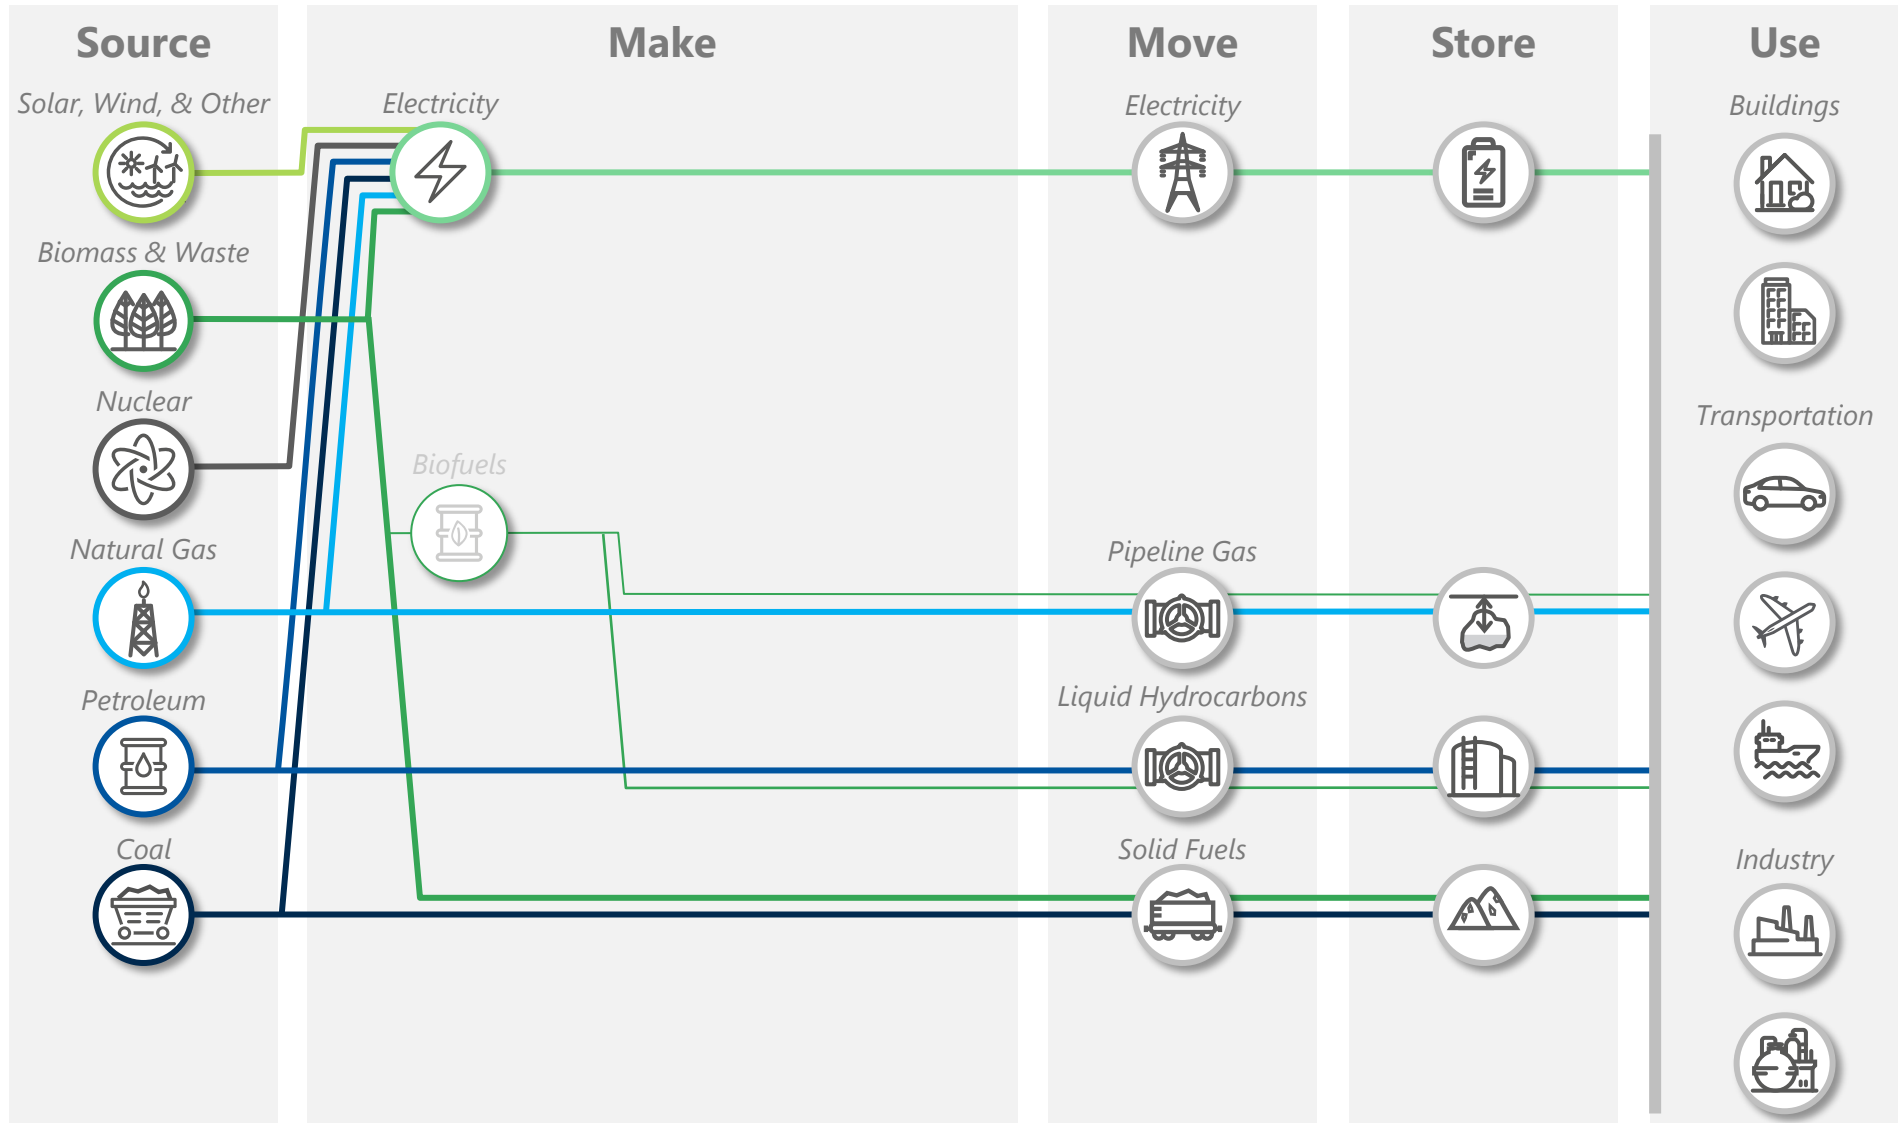 Source
Make
Move
Store
Use
Solar, Wind, & Other
Electricity
Electricity
Buildings
Biomass & Waste
Nuclear
Transportation
Biofuels
Natural Gas
Pipeline Gas
Petroleum
Liquid Hydrocarbons
Coal
Solid Fuels
Industry